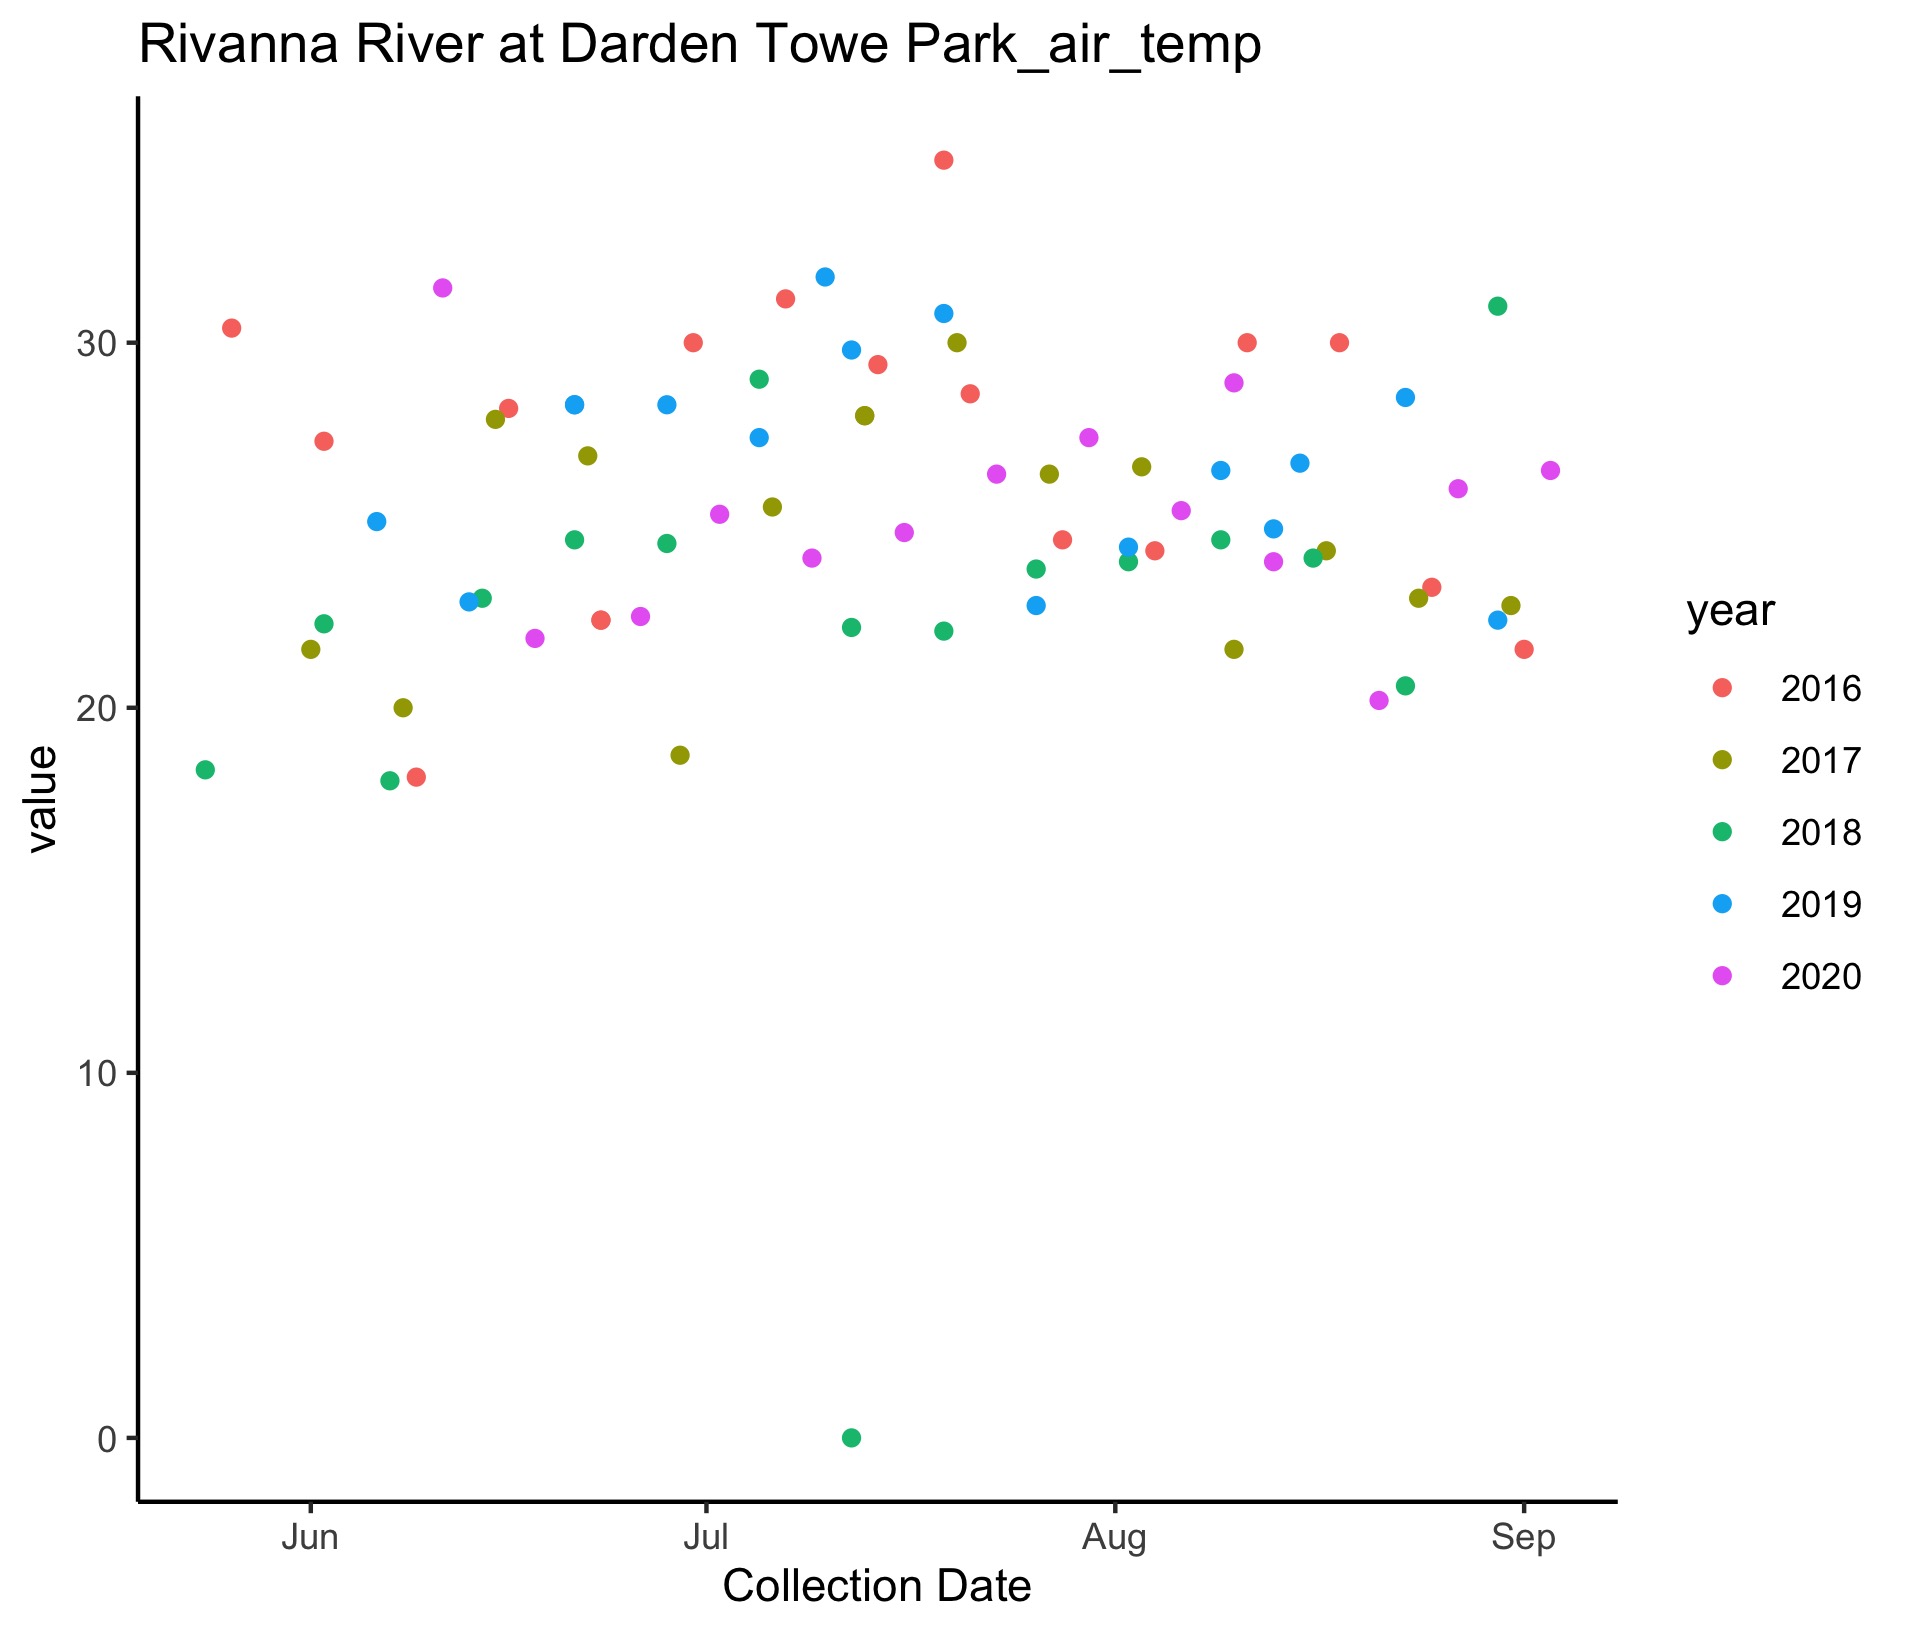 Rivanna River at Darden Towe Park_air_temp
30
20
10
0
value
Jun Jul Aug Sep
Collection Date
year
2016
2017
2018
2019
2020